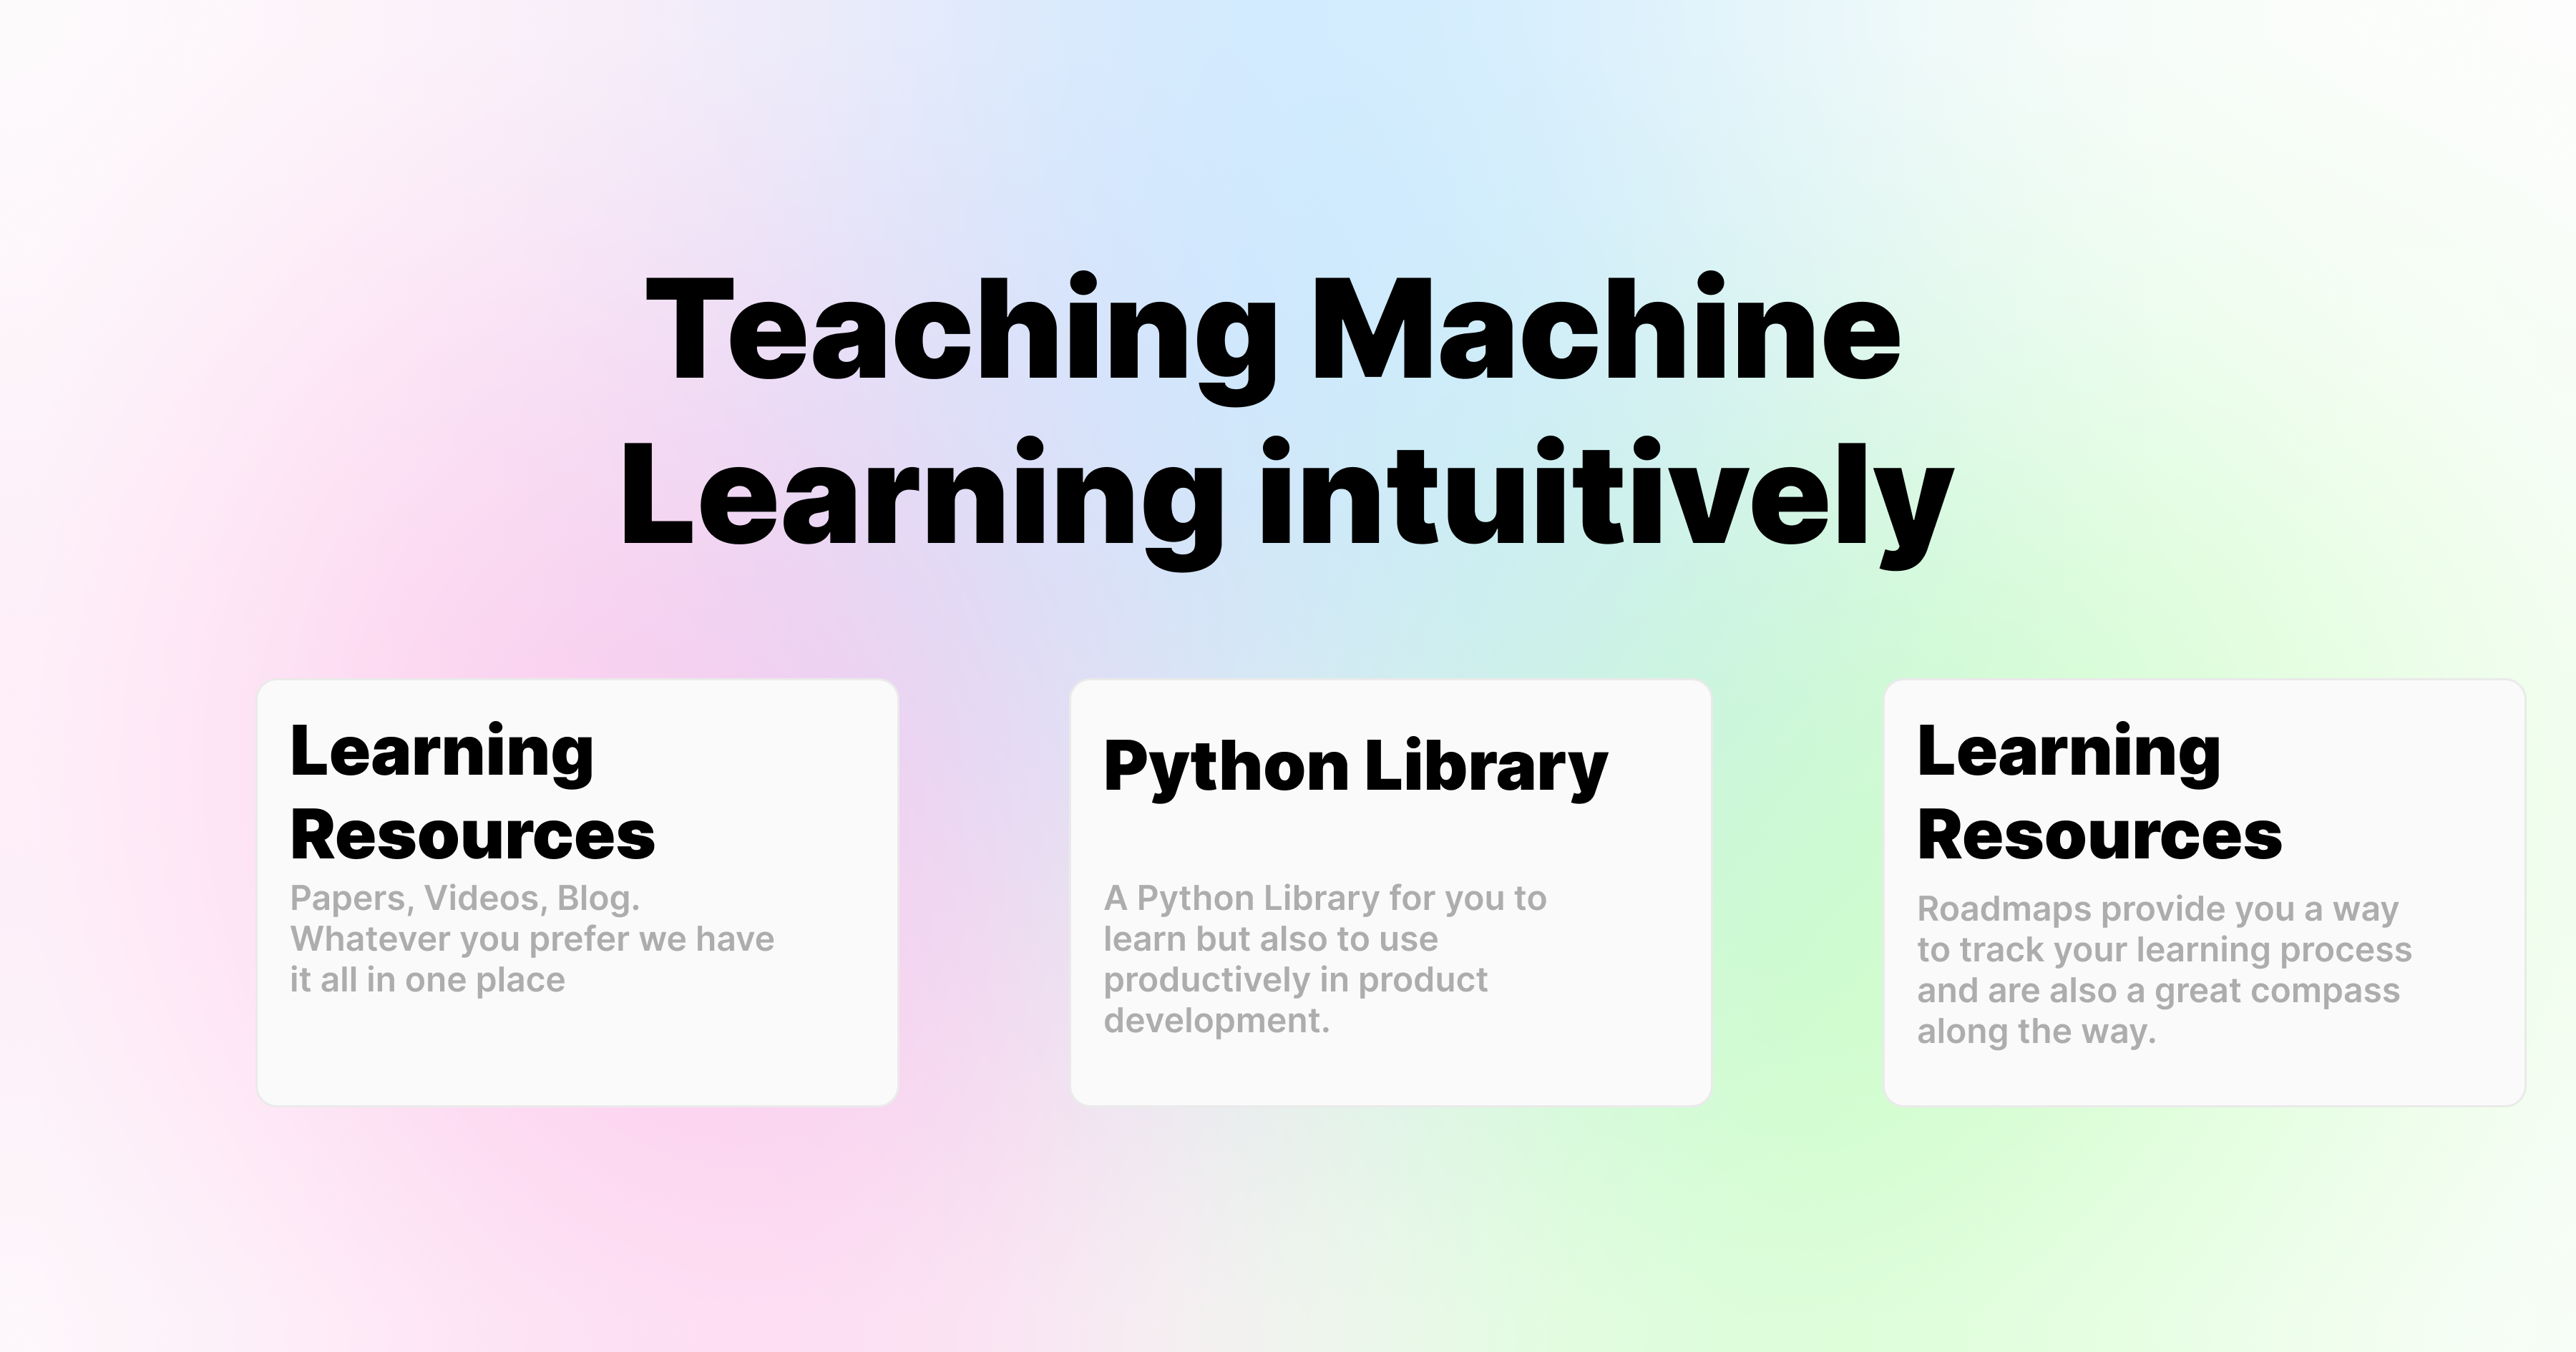 Teaching Machine
Learning intuitively
Learning
Resources
Papers, Videos, Blog.
Whatever you prefer we have
it all in one place
Python Library
A Python Library for you to
learn but also to use
productively in product
development.
Learning
Resources
Roadmaps provide you a way
to track your learning process
and are also a great compass
along the way.